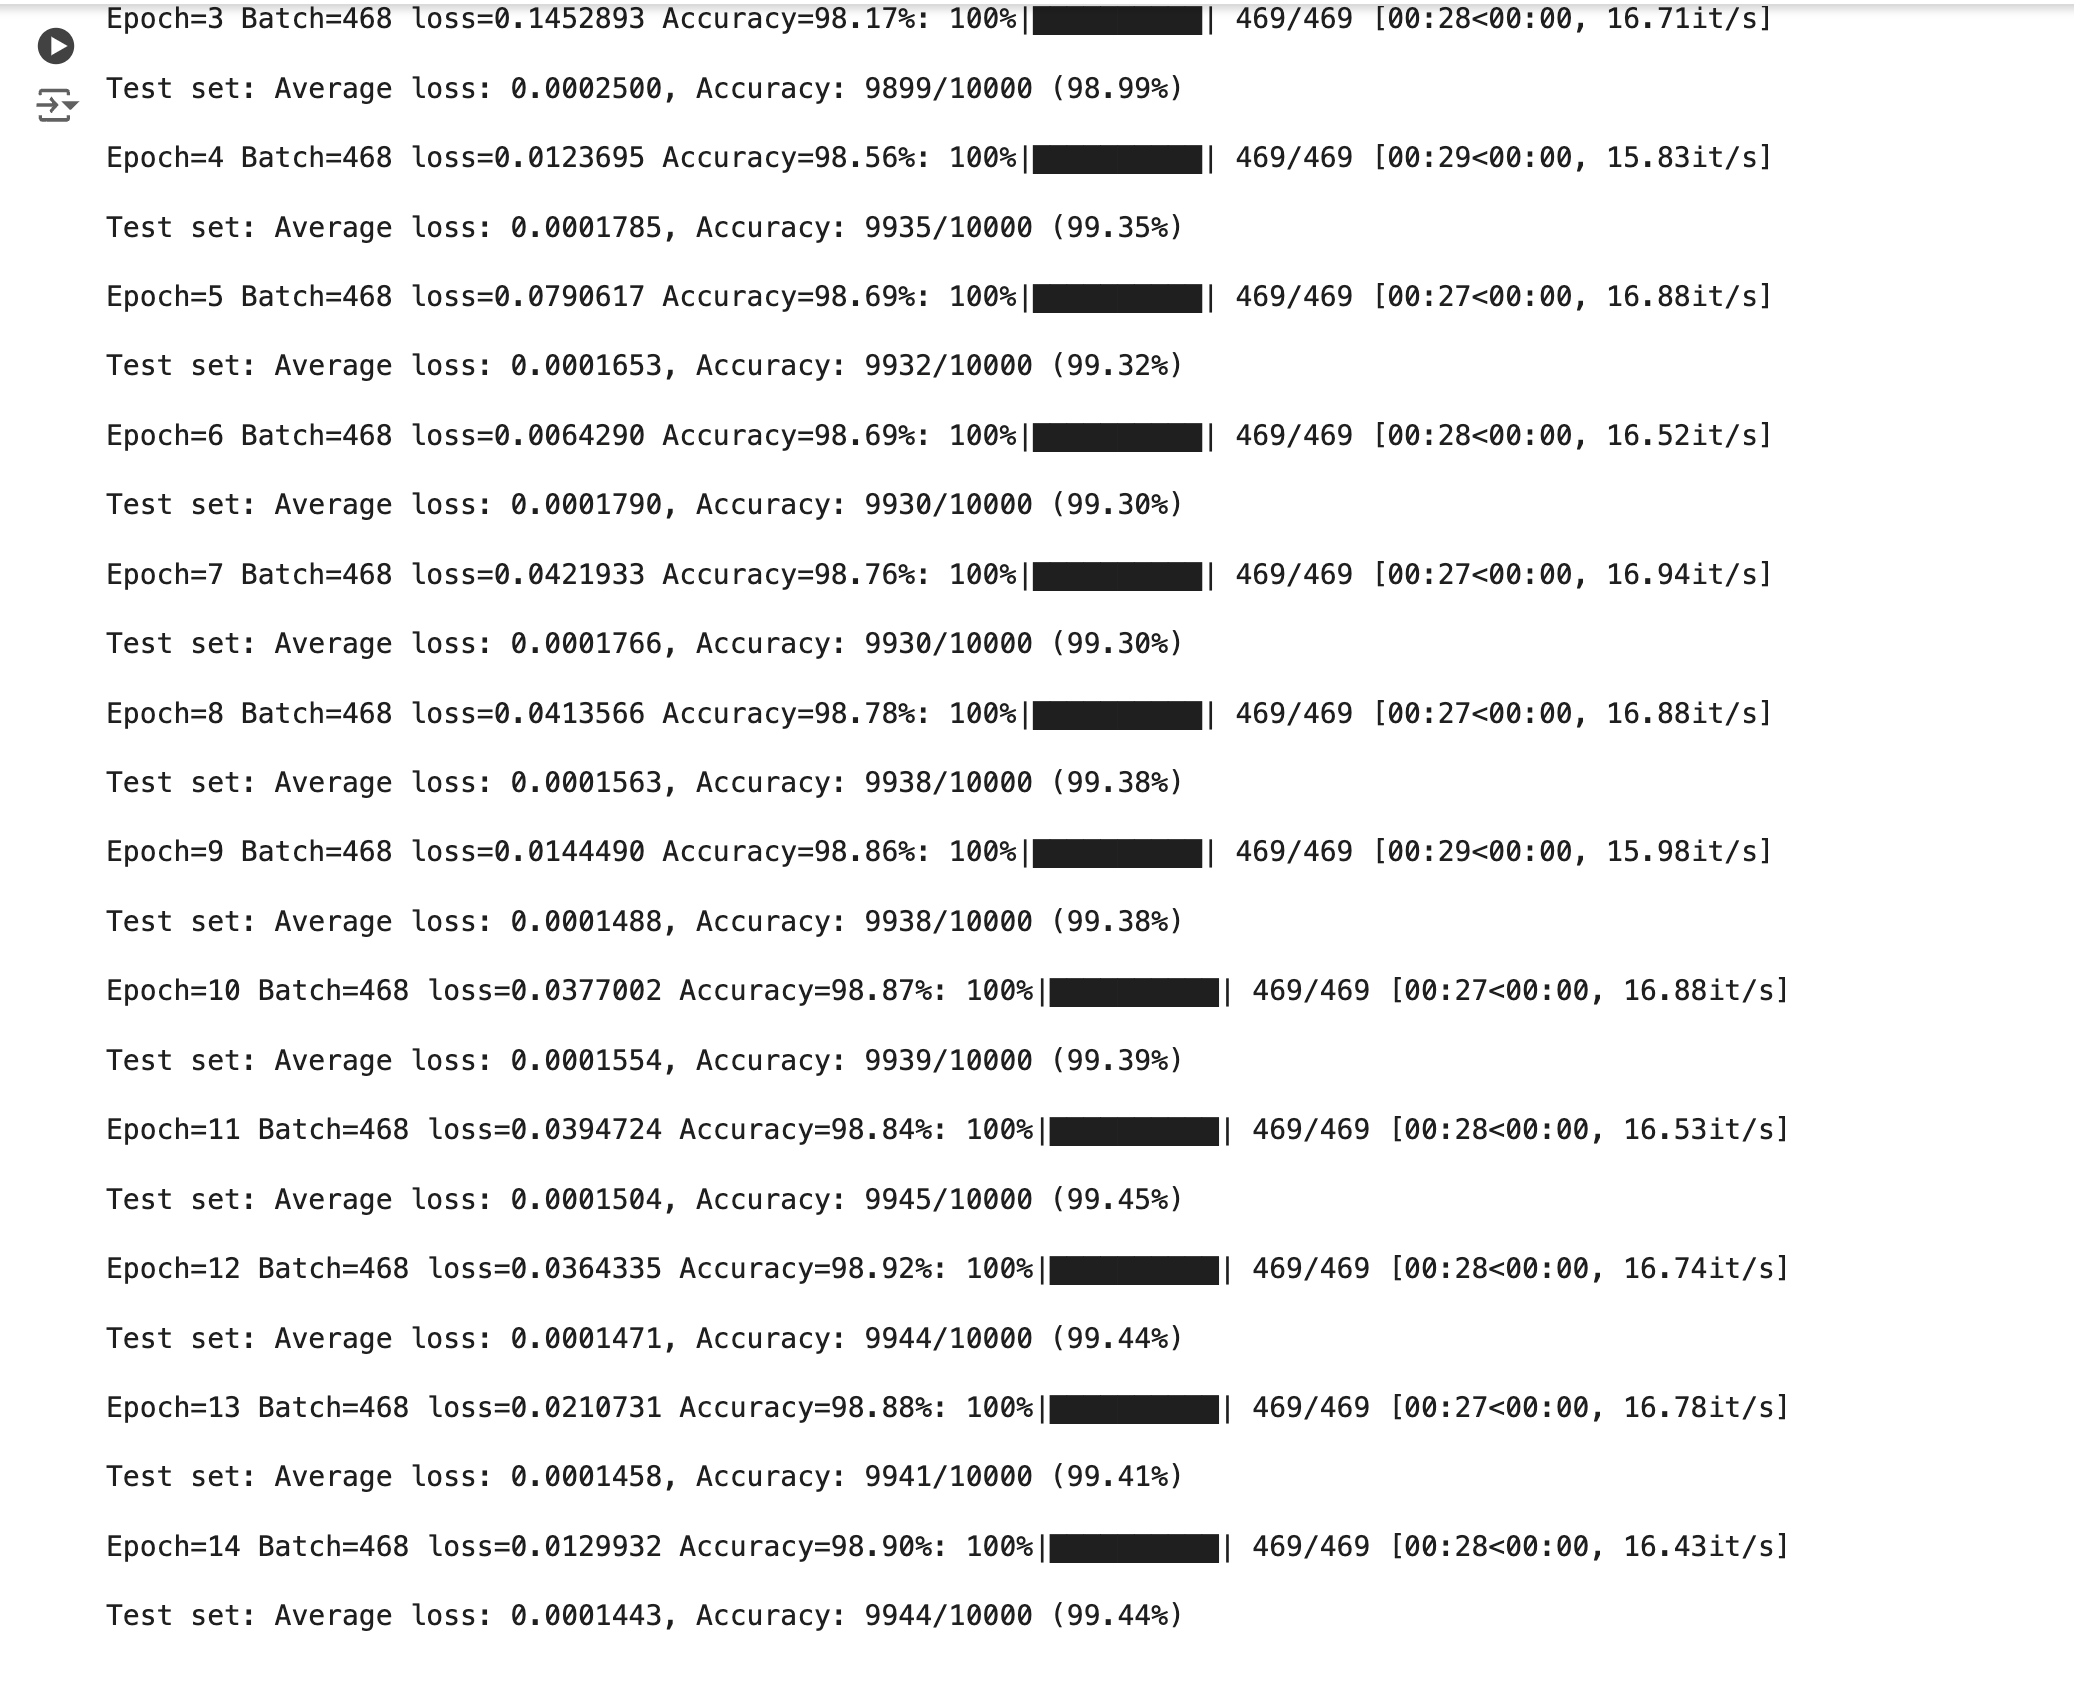 Epoch=3 Batch=468 loss=0.1452893 Accuracy=98.17%: 100%|██████████| 469/469 [00:28<00:00, 16.71it/s]
Test set: Average loss: 0.0002500, Accuracy: 9899/10000 (98.99%)
Epoch=4 Batch=468 loss=0.0123695 Accuracy=98.56%: 100%|██████████| 469/469 [00:29<00:00, 15.83it/s]
Test set: Average loss: 0.0001785, Accuracy: 9935/10000 (99.35%)
Epoch=5 Batch=468 loss=0.0790617 Accuracy=98.69%: 100%|██████████| 469/469 [00:27<00:00, 16.88it/s]
Test set: Average loss: 0.0001653, Accuracy: 9932/10000 (99.32%)
Epoch=6 Batch=468 loss=0.0064290 Accuracy=98.69%: 100%|██████████| 469/469 [00:28<00:00, 16.52it/s]
Test set: Average loss: 0.0001790, Accuracy: 9930/10000 (99.30%)
Epoch=7 Batch=468 loss=0.0421933 Accuracy=98.76%: 100%|██████████| 469/469 [00:27<00:00, 16.94it/s]
Test set: Average loss: 0.0001766, Accuracy: 9930/10000 (99.30%)
Epoch=8 Batch=468 loss=0.0413566 Accuracy=98.78%: 100%|██████████| 469/469 [00:27<00:00, 16.88it/s]
Test set: Average loss: 0.0001563, Accuracy: 9938/10000 (99.38%)
Epoch=9 Batch=468 loss=0.0144490 Accuracy=98.86%: 100%|██████████| 469/469 [00:29<00:00, 15.98it/s]
Test set: Average loss: 0.0001488, Accuracy: 9938/10000 (99.38%)
Epoch=10 Batch=468 loss=0.0377002 Accuracy=98.87%: 100%|██████████| 469/469 [00:27<00:00, 16.88it/s]
Test set: Average loss: 0.0001554, Accuracy: 9939/10000 (99.39%)
Epoch=11 Batch=468 loss=0.0394724 Accuracy=98.84%: 100%|██████████| 469/469 [00:28<00:00, 16.53it/s]
Test set: Average loss: 0.0001504, Accuracy: 9945/10000 (99.45%)
Epoch=12 Batch=468 loss=0.0364335 Accuracy=98.92%: 100%|██████████| 469/469 [00:28<00:00, 16.74it/s]
Test set: Average loss: 0.0001471, Accuracy: 9944/10000 (99.44%)
Epoch=13 Batch=468 loss=0.0210731 Accuracy=98.88%: 100%|██████████| 469/469 [00:27<00:00, 16.78it/s]
Test set: Average loss: 0.0001458, Accuracy: 9941/10000 (99.41%)
Epoch=14 Batch=468 loss=0.0129932 Accuracy=98.90%: 100%|██████████| 469/469 [00:28<00:00, 16.43it/s]
Test set: Average loss: 0.0001443, Accuracy: 9944/10000 (99.44%)